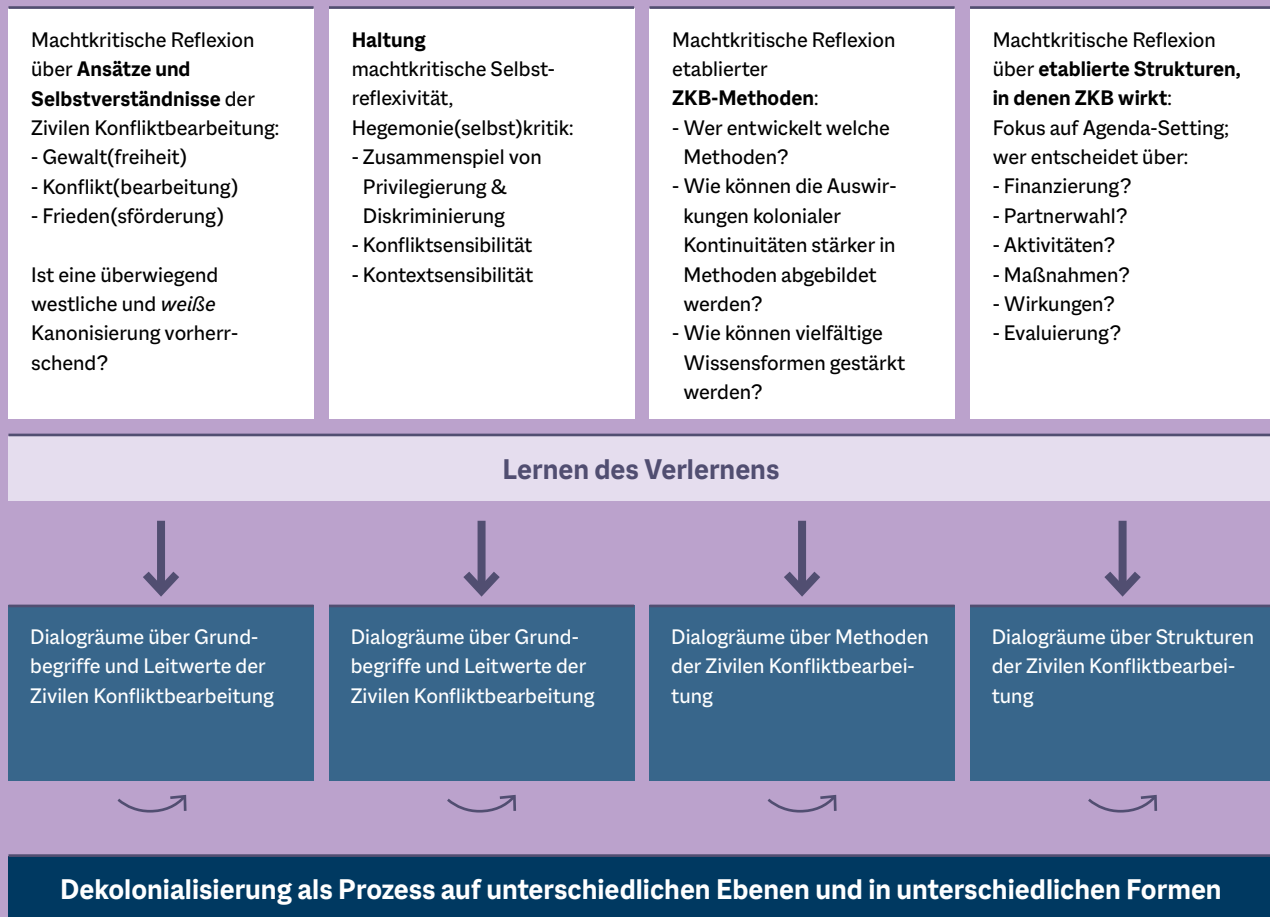 Machtkritische Reflexion
über Ansätze und
Selbstverständnisse der
Zivilen Konfliktbearbeitung:
- Gewalt(freiheit)
- Konflikt(bearbeitung)
- Frieden(sförderung)
Ist eine überwiegend
westliche und weiße
Kanonisierung vorherr-
schend?
Haltung
machtkritische Selbst-
reflexivität,
Hegemonie(selbst)kritik:
- Zusammenspiel von
Privilegierung &
Diskriminierung
- Konfliktsensibilität
- Kontextsensibilität
Machtkritische Reflexion
etablierter
ZKB-Methoden:
- Wer entwickelt welche
Methoden?
- Wie können die Auswir-
kungen kolonialer
Kontinuitäten stärker in
Methoden abgebildet
werden?
- Wie können vielfältige
Wissensformen gestärkt
werden?
Machtkritische Reflexion
über etablierte Strukturen,
in denen ZKB wirkt:
Fokus auf Agenda-Setting;
wer entscheidet über:
- Finanzierung?
- Partnerwahl?
- Aktivitäten?
- Maßnahmen?
- Wirkungen?
- Evaluierung?
Lernen des Verlernens
Dialogräume über Grund-
begriffe und Leitwerte der
Zivilen Konfliktbearbeitung
Dialogräume über Grund-
begriffe und Leitwerte der
Zivilen Konfliktbearbeitung
Dialogräume über Methoden
der Zivilen Konfliktbearbei-
tung
Dialogräume über Strukturen
der Zivilen Konfliktbearbei-
tung
Dekolonialisierung als Prozess auf unterschiedlichen Ebenen und in unterschiedlichen Formen